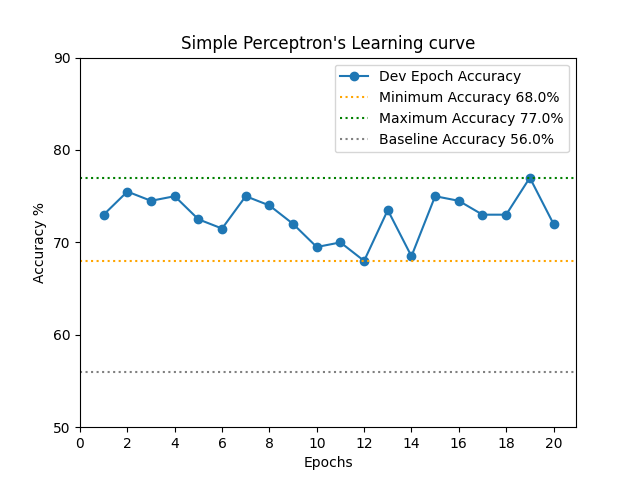 Simple Perceptron's Learning curve
90
80
70
60
50
Accuracy %
Dev Epoch Accuracy
Minimum Accuracy 68.0%
Maximum Accuracy 77.0%
Baseline Accuracy 56.0%
0 2 4 6 8 10 12 14 16 18 20
Epochs